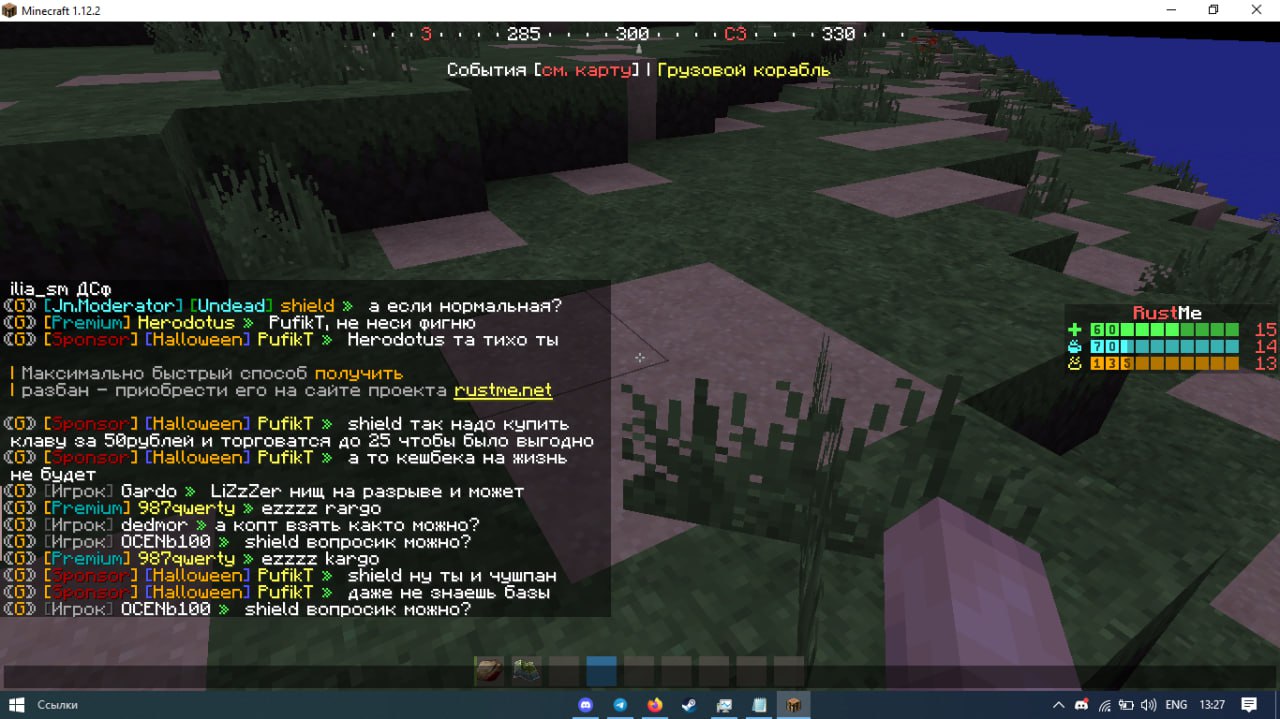 Minecraft 1.12.2
З 285 300 СЗ 330
События [см. карту] | Грузовой корабль
ilia_sm ДСф
(G) [Jn.Moderator] [Undead] shield » а если нормальная?
(G) [Premium] Herodotus » PufikT, не неси фигню
(G) [Sponsor] [Halloween] PufikT » Herodotus та тихо ты
| Максимально быстрый способ получить
| разбан – приобрести его на сайте проекта rustme.net
(G) [Sponsor] [Halloween] PufikT » shield так надо купить
клаву за 50рублей и торговатся до 25 чтобы было выгодно
(G) [Sponsor] [Halloween] PufikT » а то кешбека на жизнь
не будет
(G) [Игрок] Gardo » LiZzZer нищ на разрыве и может
(G) [Premium] 987qwerty » ezzzz rargo
(G) [Игрок] dedmor » а копт взять както можно?
(G) [Игрок] OCENb100 » shield вопросик можно?
(G) [Premium] 987qwerty » ezzzz kargo
(G) [Sponsor] [Halloween] PufikT » shield ну ты и чушпан
(G) [Sponsor] [Halloween] PufikT » даже не знаешь базы
(G) [Игрок] OCENb100 » shield вопросик можно?
RustMe
60 15
70 14
135 13
Ссылки
ENG 13:27